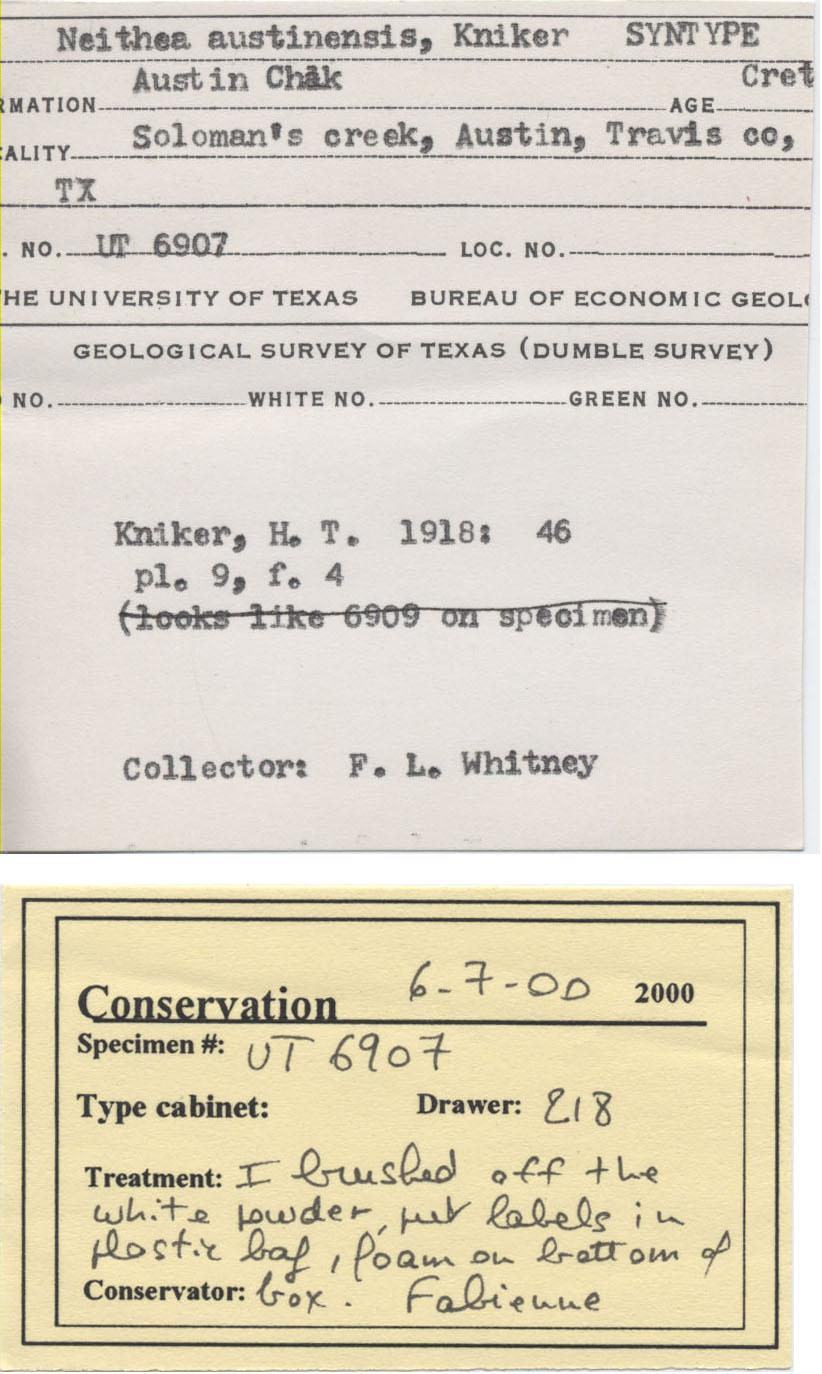 Neithea austinensis, Kniker SYNTYPE
Austin Chak Cret
RMATION AGE
ALITY Soloman's creek, Austin, Travis co,
TX
. NO. UT 6907 LOC. NO.
HE UNIVERSITY OF TEXAS BUREAU OF ECONOMIC GEOL
GEOLOGICAL SURVEY OF TEXAS (DUMBLE SURVEY)
NO. WHITE NO. GREEN NO.
Kniker, H. T. 1918: 46
pl. 9, f. 4
(looks like 6909 on specimen)
Collector: F. L. Whitney
Conservation 6-7-00 2000
Specimen #: UT 6907
Type cabinet: Drawer: 218
Treatment: I brushed off the
white powder, put labels in
plastic bag, foam on bottom of
Conservator: box. Fabienne